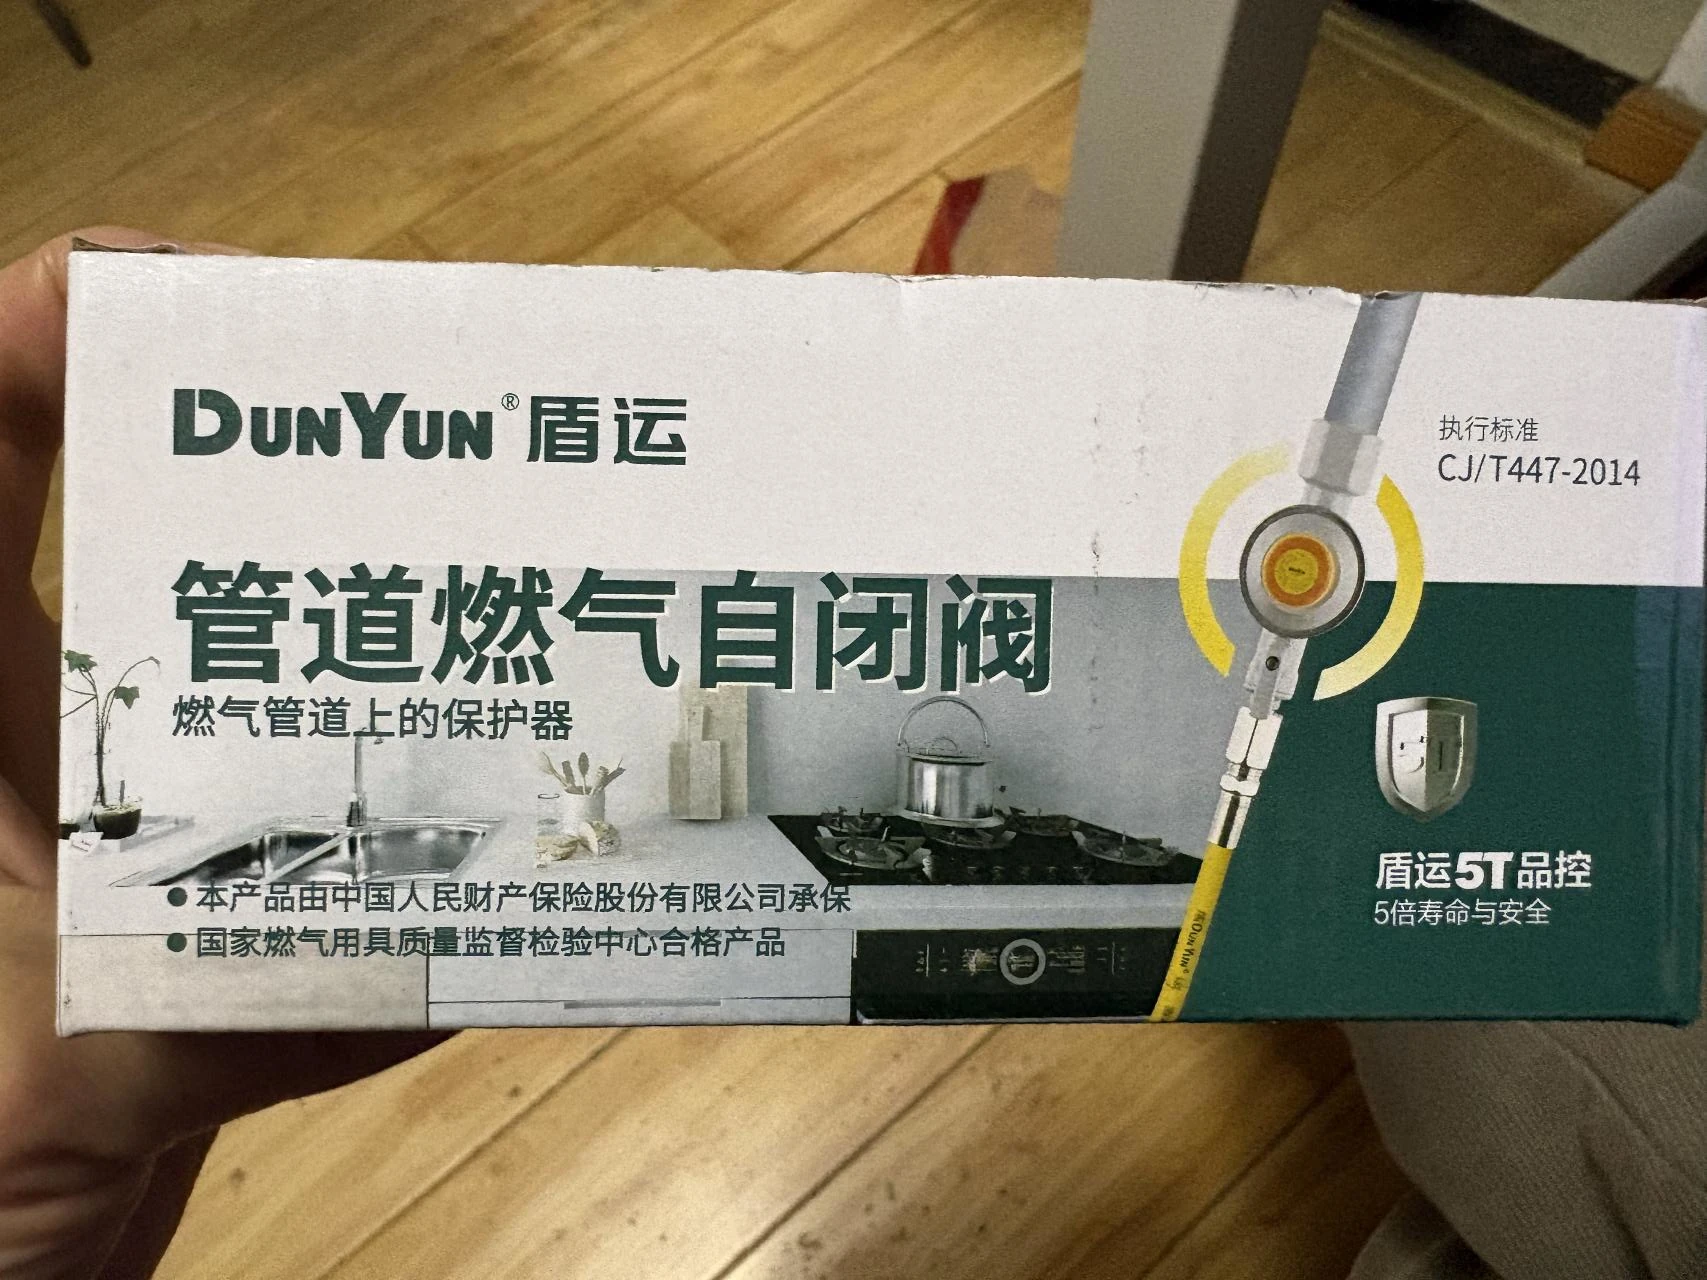 DUNYUN® 盾运
执行标准
CJ/T447-2014
管道燃气自闭阀
燃气管道上的保护器
5T
盾运5T品控
5倍寿命与安全
● 本产品由中国人民财产保险股份有限公司承保
● 国家燃气用具质量监督检验中心合格产品
DUNYUN®